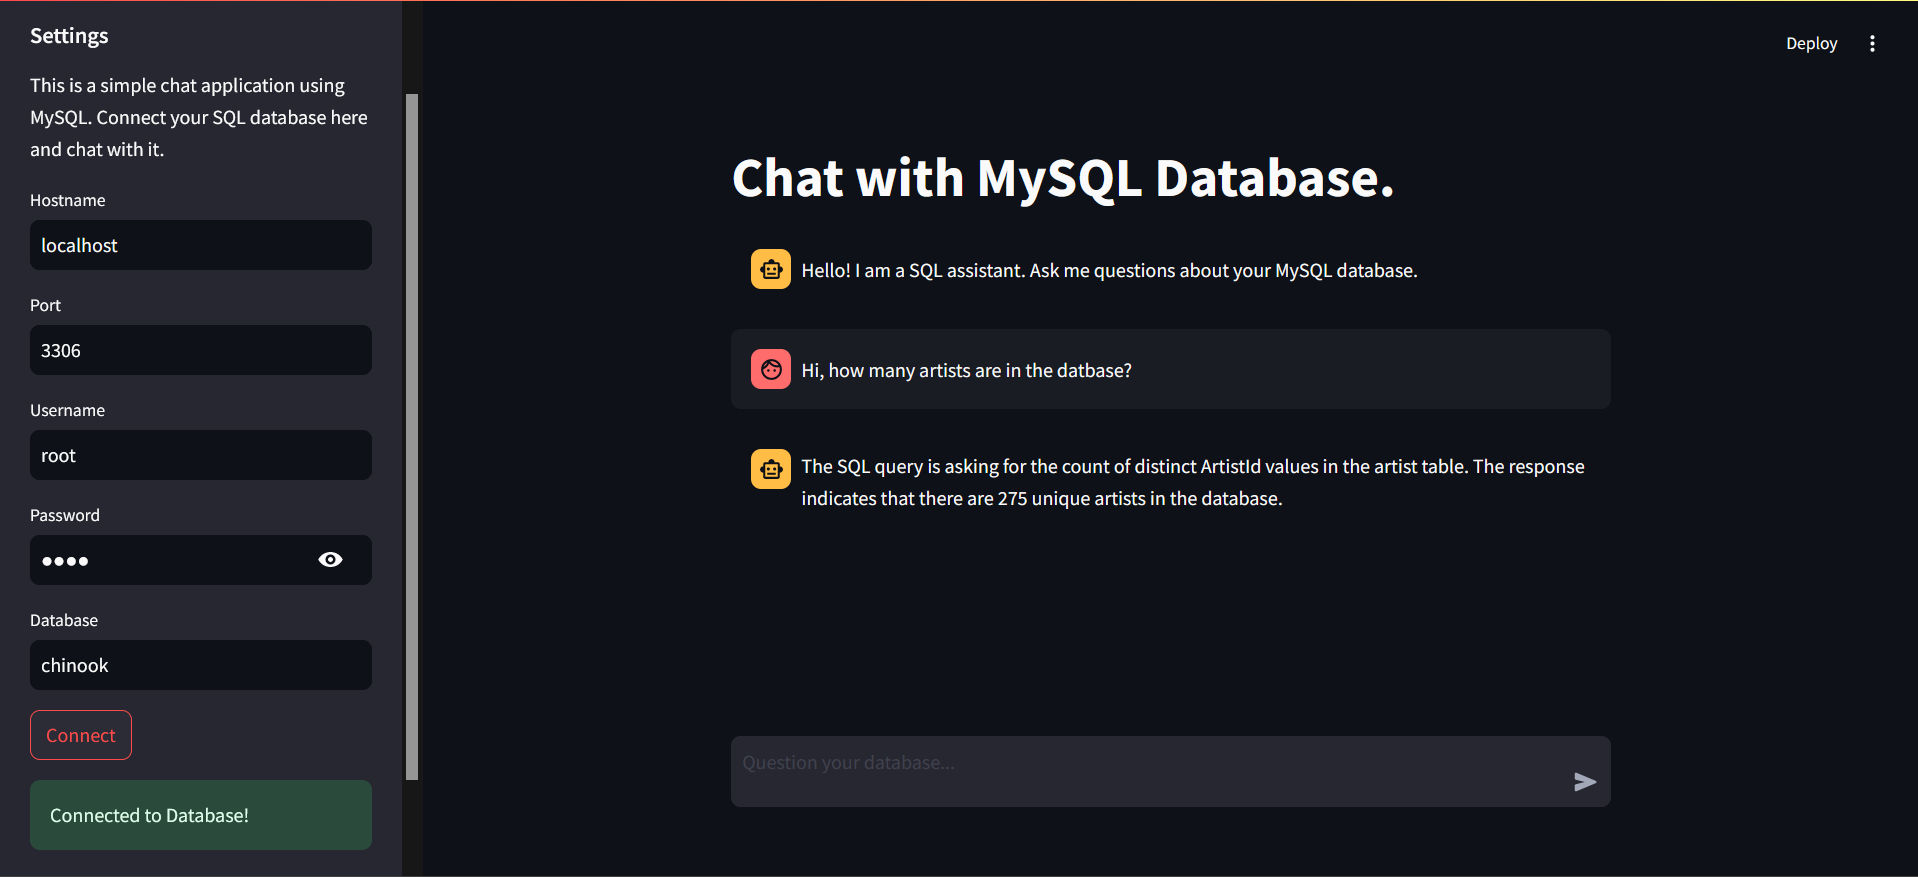 Settings
This is a simple chat application using
MySQL. Connect your SQL database here
and chat with it.
Hostname
localhost
Port
3306
Username
root
Password
••••
Database
chinook
Connect
Connected to Database!
Deploy
Chat with MySQL Database.
Hello! I am a SQL assistant. Ask me questions about your MySQL database.
Hi, how many artists are in the datbase?
The SQL query is asking for the count of distinct ArtistId values in the artist table. The response
indicates that there are 275 unique artists in the database.
Question your database...